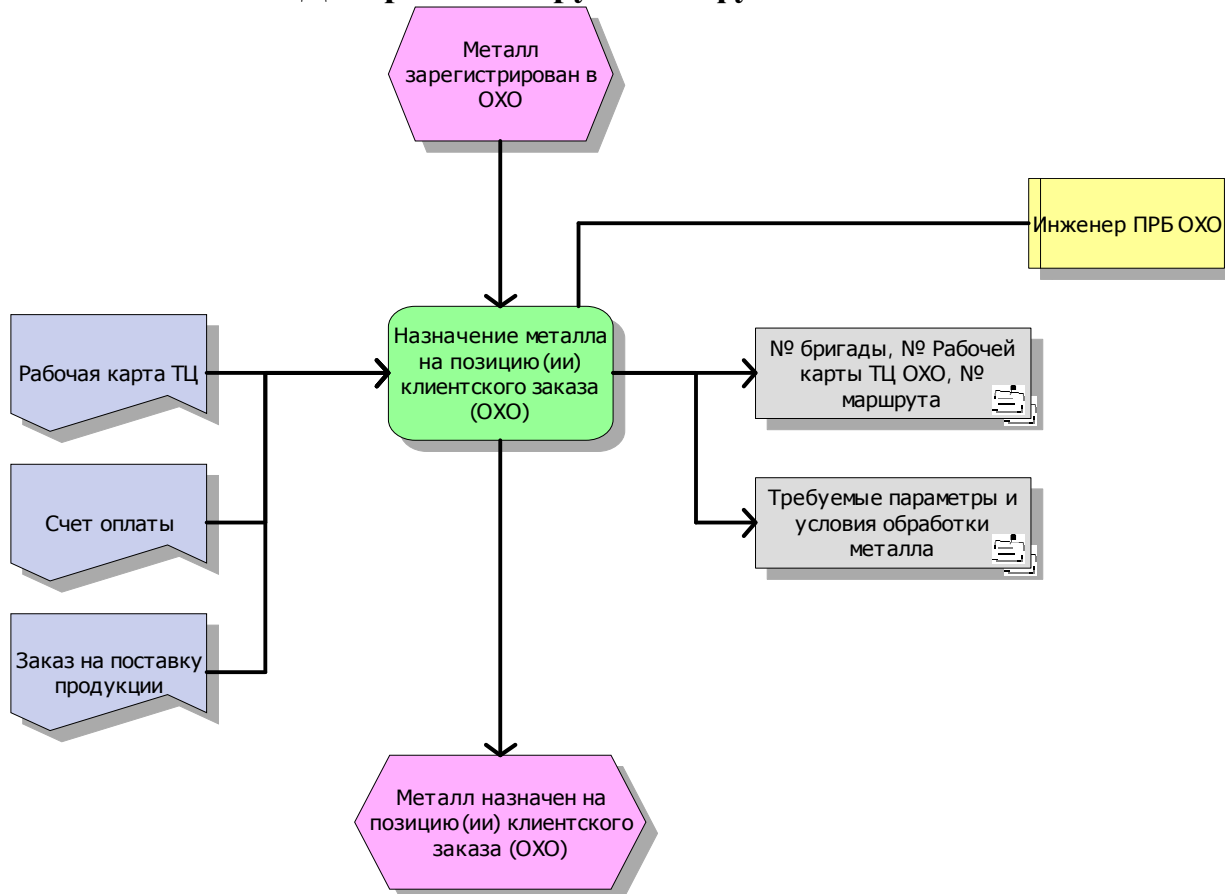 Металл
зарегистрирован в
ОХО
Инженер ПРБ ОХО
Назначение металла
на позицию(ии)
клиентского заказа
(ОХО)
Рабочая карта ТЦ
№ бригады, № Рабочей
карты ТЦ ОХО, №
маршрута
Счет оплаты
Требуемые параметры и
условия обработки
металла
Заказ на поставку
продукции
Металл назначен на
позицию(ии) клиентского
заказа (ОХО)